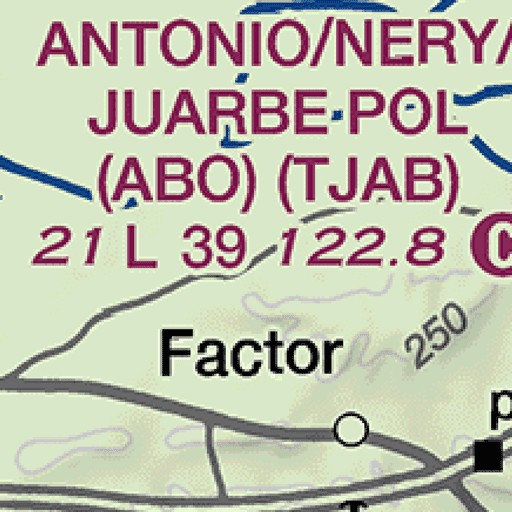 ANTONIO/NERY/
JUARBE POL
(ABO) (TJAB)
21 L 39 122.8 C
Factor
250
p